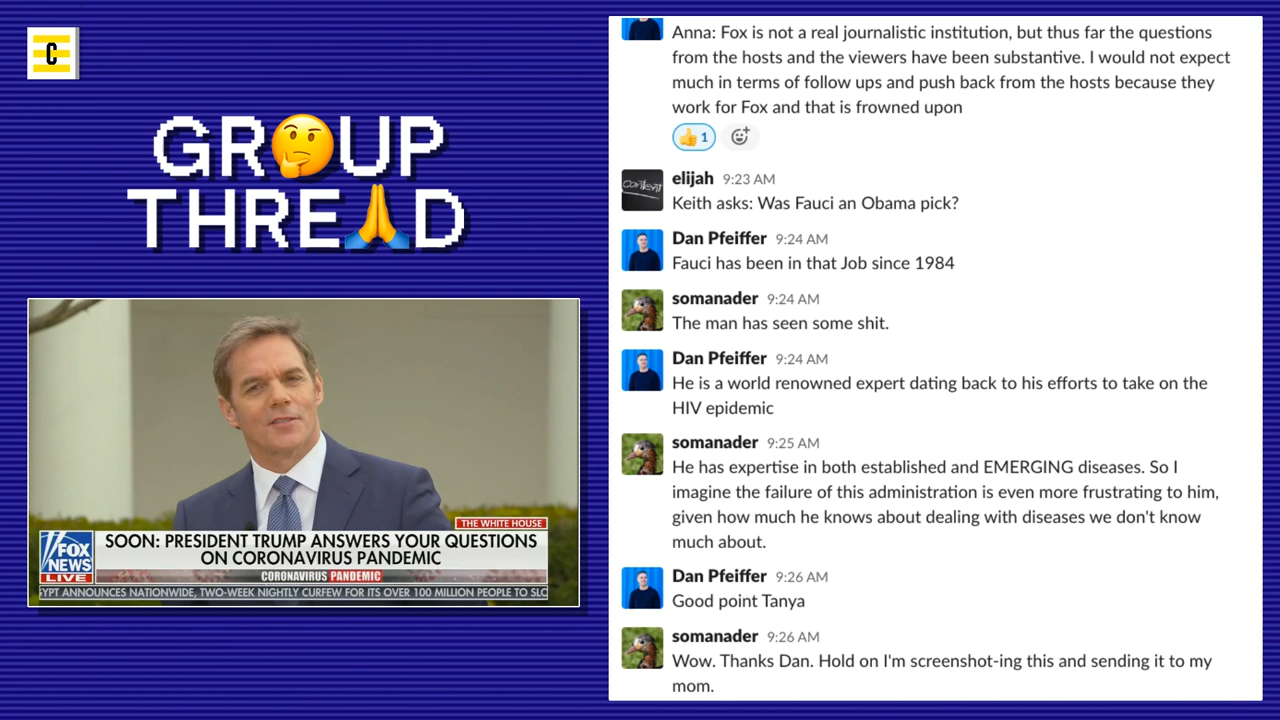 C
GR🤔UP
THRE🙏D
THE WHITE HOUSE
SOON: PRESIDENT TRUMP ANSWERS YOUR QUESTIONS
ON CORONAVIRUS PANDEMIC
FOX
NEWS
LIVE
CORONAVIRUS PANDEMIC
YPT ANNOUNCES NATIONWIDE, TWO-WEEK NIGHTLY CURFEW FOR ITS OVER 100 MILLION PEOPLE TO SLO
Anna: Fox is not a real journalistic institution, but thus far the questions
from the hosts and the viewers have been substantive. I would not expect
much in terms of follow ups and push back from the hosts because they
work for Fox and that is frowned upon
👍 1
content
elijah 9:23 AM
Keith asks: Was Fauci an Obama pick?
Dan Pfeiffer 9:24 AM
Fauci has been in that Job since 1984
somanader 9:24 AM
The man has seen some shit.
Dan Pfeiffer 9:24 AM
He is a world renowned expert dating back to his efforts to take on the
HIV epidemic
somanader 9:25 AM
He has expertise in both established and EMERGING diseases. So I
imagine the failure of this administration is even more frustrating to him,
given how much he knows about dealing with diseases we don't know
much about.
Dan Pfeiffer 9:26 AM
Good point Tanya
somanader 9:26 AM
Wow. Thanks Dan. Hold on I'm screenshot-ing this and sending it to my
mom.